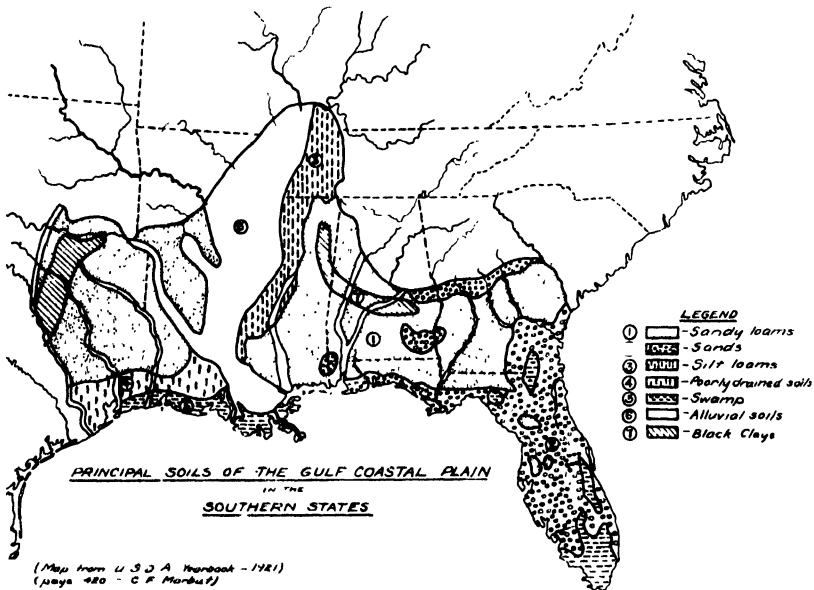 LEGEND
① - Sandy loams
- Sands
③ - Silt loams
④ - Poorly drained soils
⑤ - Swamp
⑥ - Alluvial soils
⑦ - Black Clays
PRINCIPAL SOILS OF THE GULF COASTAL PLAIN
IN THE
SOUTHERN STATES
(Map from U S D A Yearbook - 1921)
(page 420 - C F Marbut)